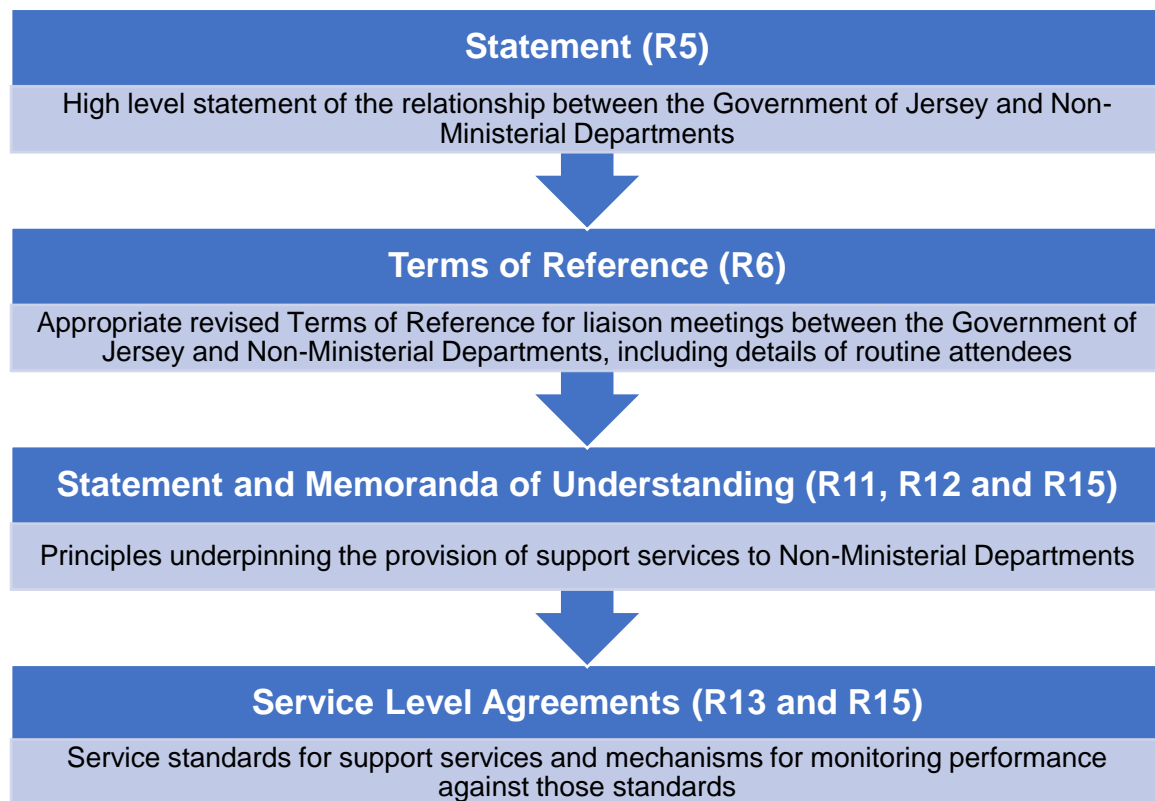 Statement (R5)
High level statement of the relationship between the Government of Jersey and Non-
Ministerial Departments
Terms of Reference (R6)
Appropriate revised Terms of Reference for liaison meetings between the Government of
Jersey and Non-Ministerial Departments, including details of routine attendees
Statement and Memoranda of Understanding (R11, R12 and R15)
Principles underpinning the provision of support services to Non-Ministerial Departments
Service Level Agreements (R13 and R15)
Service standards for support services and mechanisms for monitoring performance
against those standards